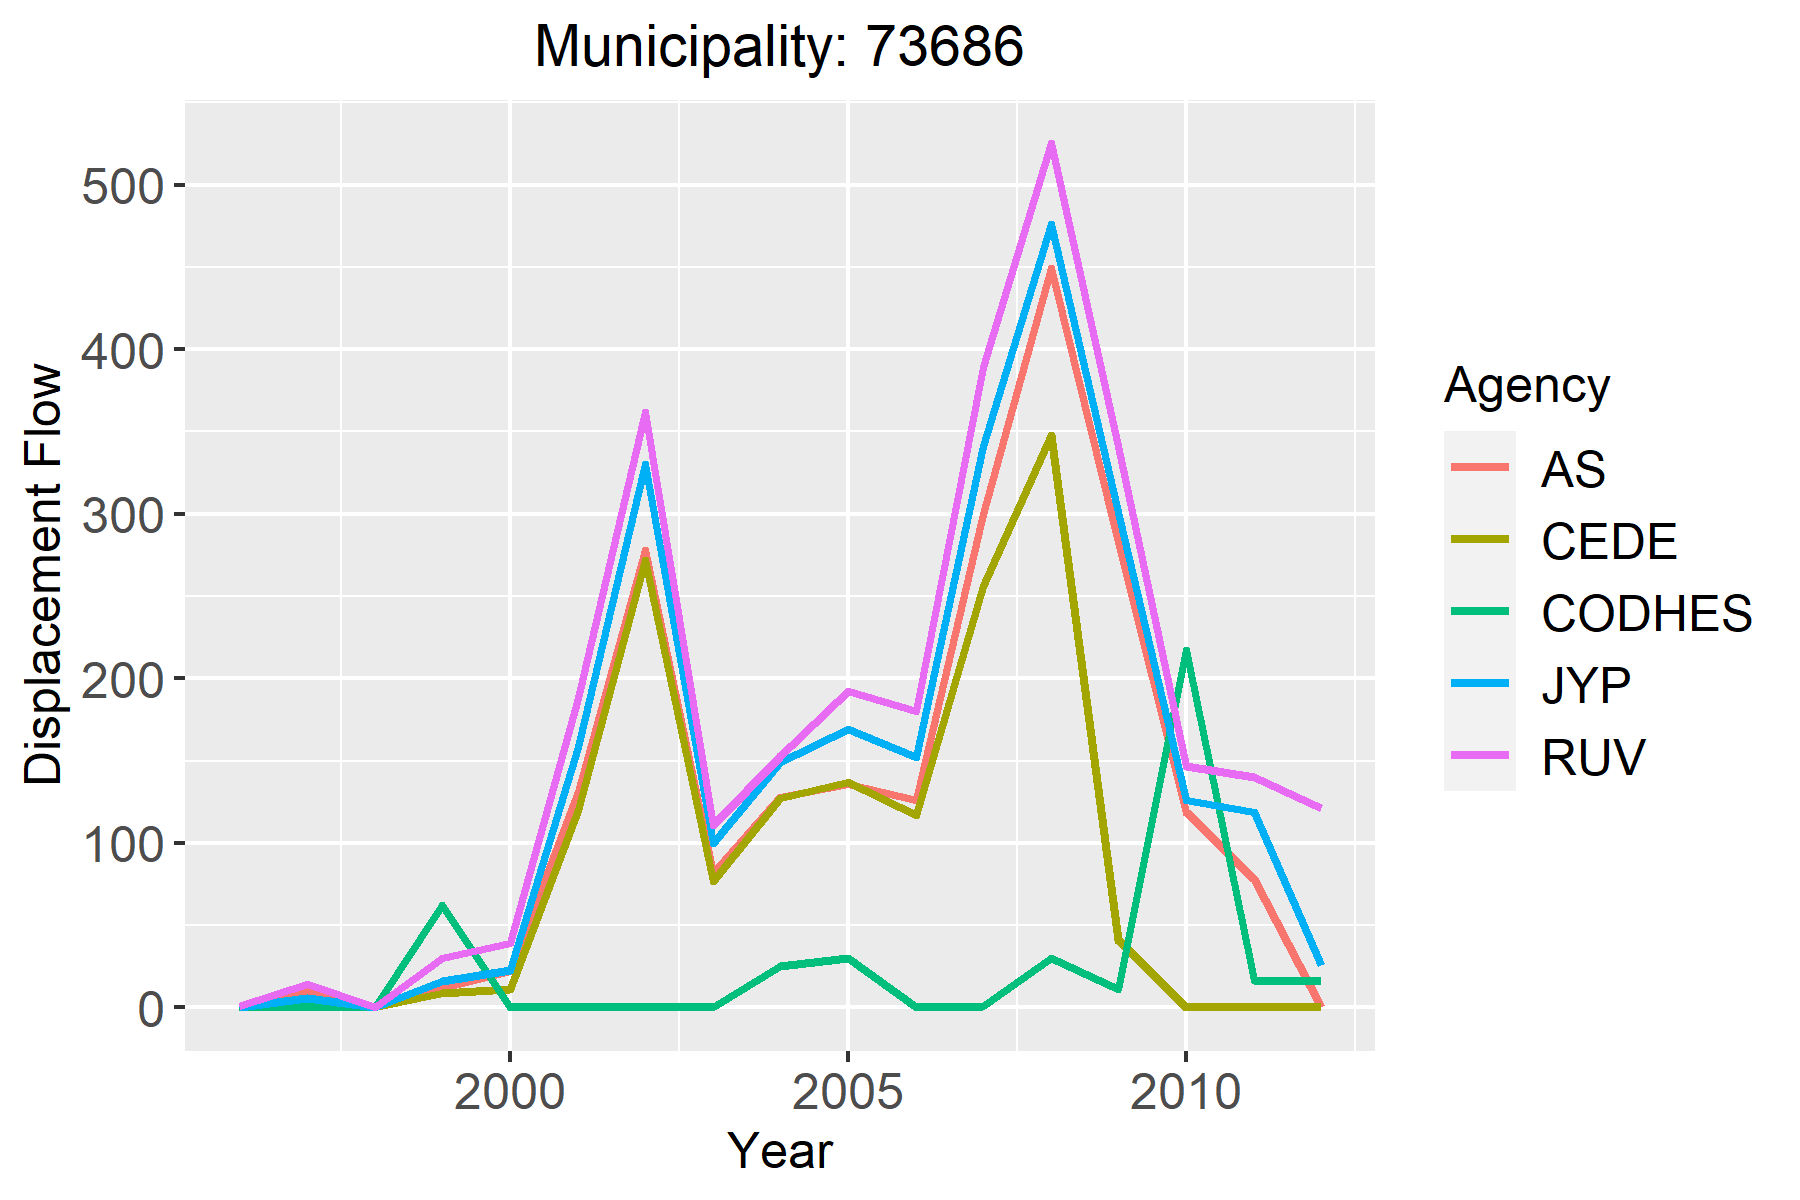 Municipality: 73686
Displacement Flow
500
400
300
200
100
0
2000 2005 2010
Year
Agency
AS
CEDE
CODHES
JYP
RUV